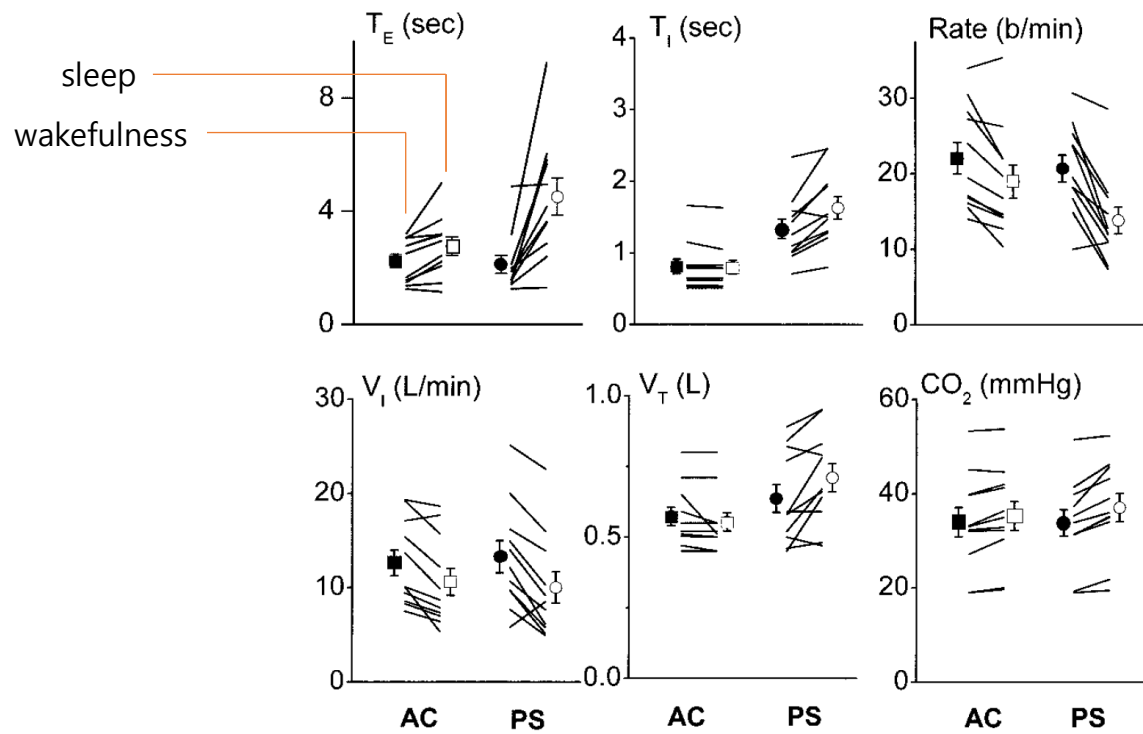 T_E (sec)
sleep
wakefulness
8
4
0
T_I (sec)
4
3
2
1
0
Rate (b/min)
30
20
10
0
V_I (L/min)
30
20
10
0
V_T (L)
1.0
0.5
0.0
CO_2 (mmHg)
60
40
20
0
AC PS
AC PS
AC PS